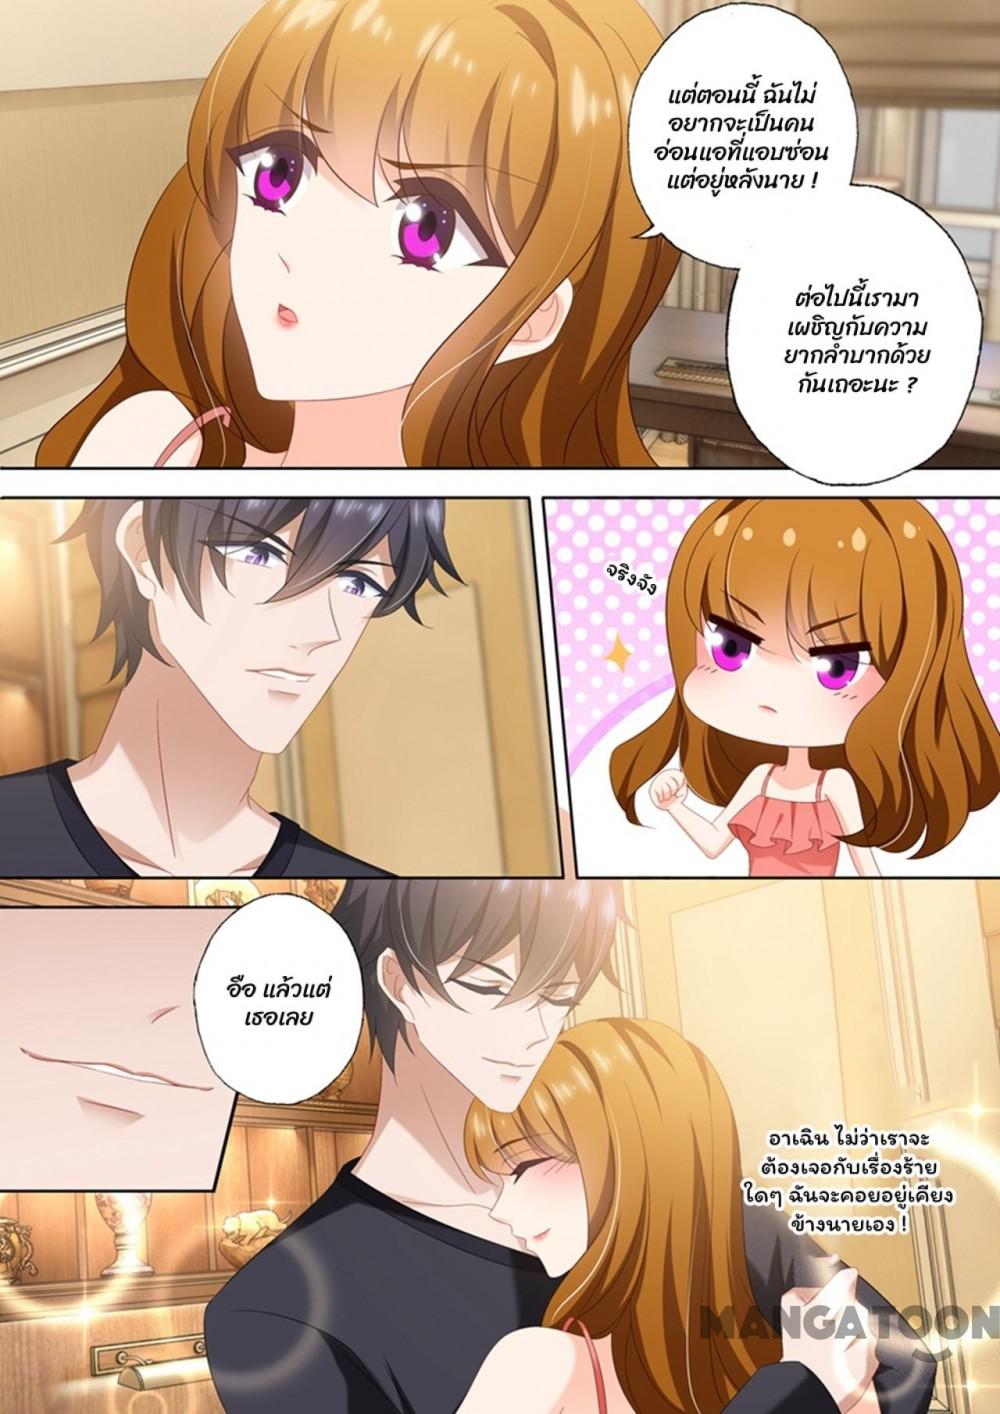 แต่ตอนนี้ ฉันไม่
อยากจะเป็นคน
อ่อนแอที่แอบซ่อน
แต่อยู่หลังนาย !
ต่อไปนี้เรามา
เผชิญกับความ
ยากลำบากด้วย
กันเถอะนะ ?
จริงจัง
อือ แล้วแต่
เธอเลย
อาเฉิน ไม่ว่าเราจะ
ต้องเจอกับเรื่องร้าย
ใดๆ ฉันจะคอยอยู่เคียง
ข้างนายเอง !
MANGATOON